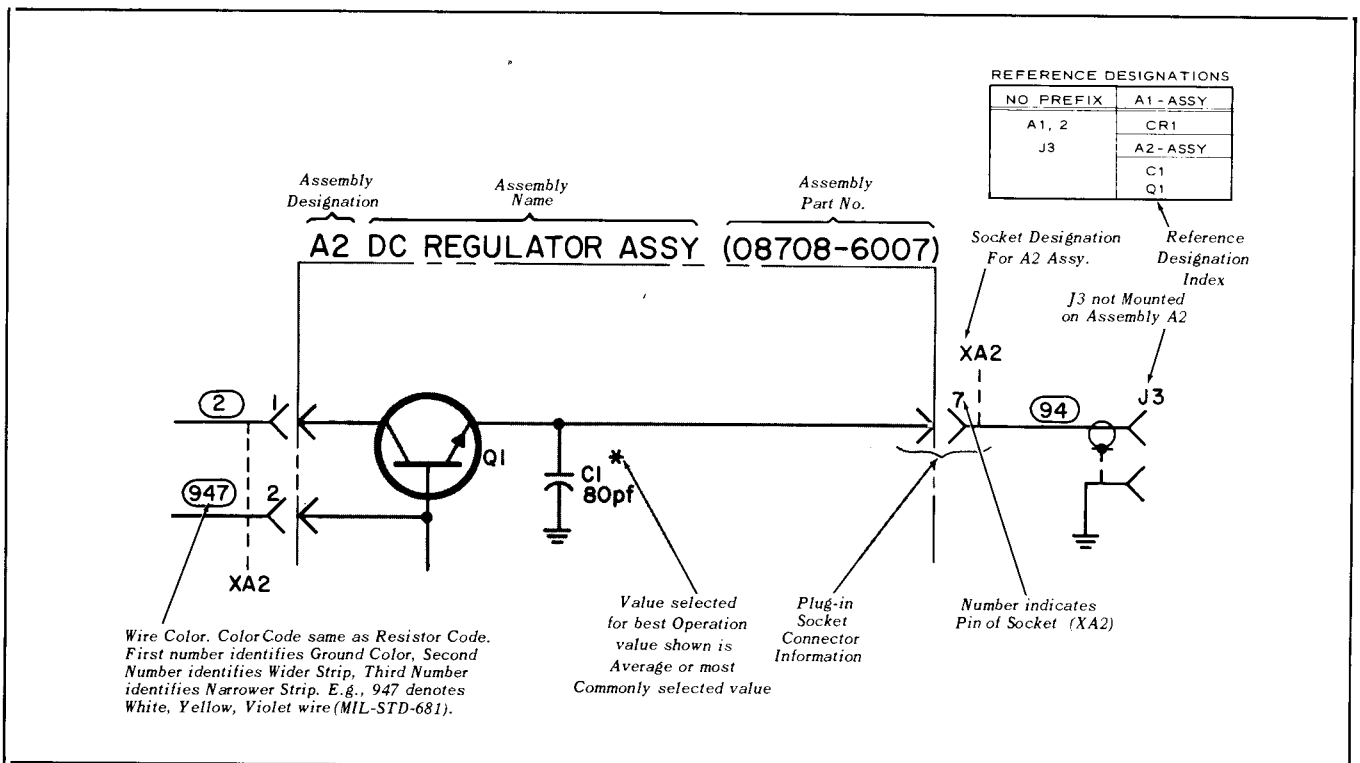 REFERENCE DESIGNATIONS
NO PREFIX A1-ASSY
A1, 2 CR1
J3 A2-ASSY
C1
Q1
Assembly
Designation
Assembly
Name
Assembly
Part No.
A2 DC REGULATOR ASSY (08708-6007)
Socket Designation
For A2 Assy.
Reference
Designation
Index
J3 not Mounted
on Assembly A2
XA2
2
1
7
94
J3
Q1
C1
80pf
*
947
2
XA2
Wire Color. Color Code same as Resistor Code.
First number identifies Ground Color, Second
Number identifies Wider Strip, Third Number
identifies Narrower Strip. E.g., 947 denotes
White, Yellow, Violet wire (MIL-STD-681).
Value selected
for best Operation
value shown is
Average or most
Commonly selected value
Plug-in
Socket
Connector
Information
Number indicates
Pin of Socket (XA2)